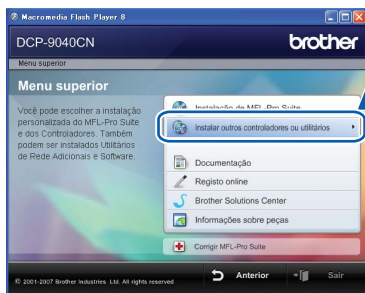 Macromedia Flash Player 8
DCP-9040CN
brother
Menu superior
Menu superior
Você pode escolher a instalação
personalizada do MFL-Pro Suite
e dos Controladores. Também
podem ser instalados Utilitários
de Rede Adicionais e Software.
Instalação de MFL-Pro Suite
Instalar outros controladores ou utilitários
Documentação
Registo online
Brother Solutions Center
Informações sobre peças
Corrigir MFL-Pro Suite
© 2001-2007 Brother Industries Ltd. All rights reserved
Anterior
Sair